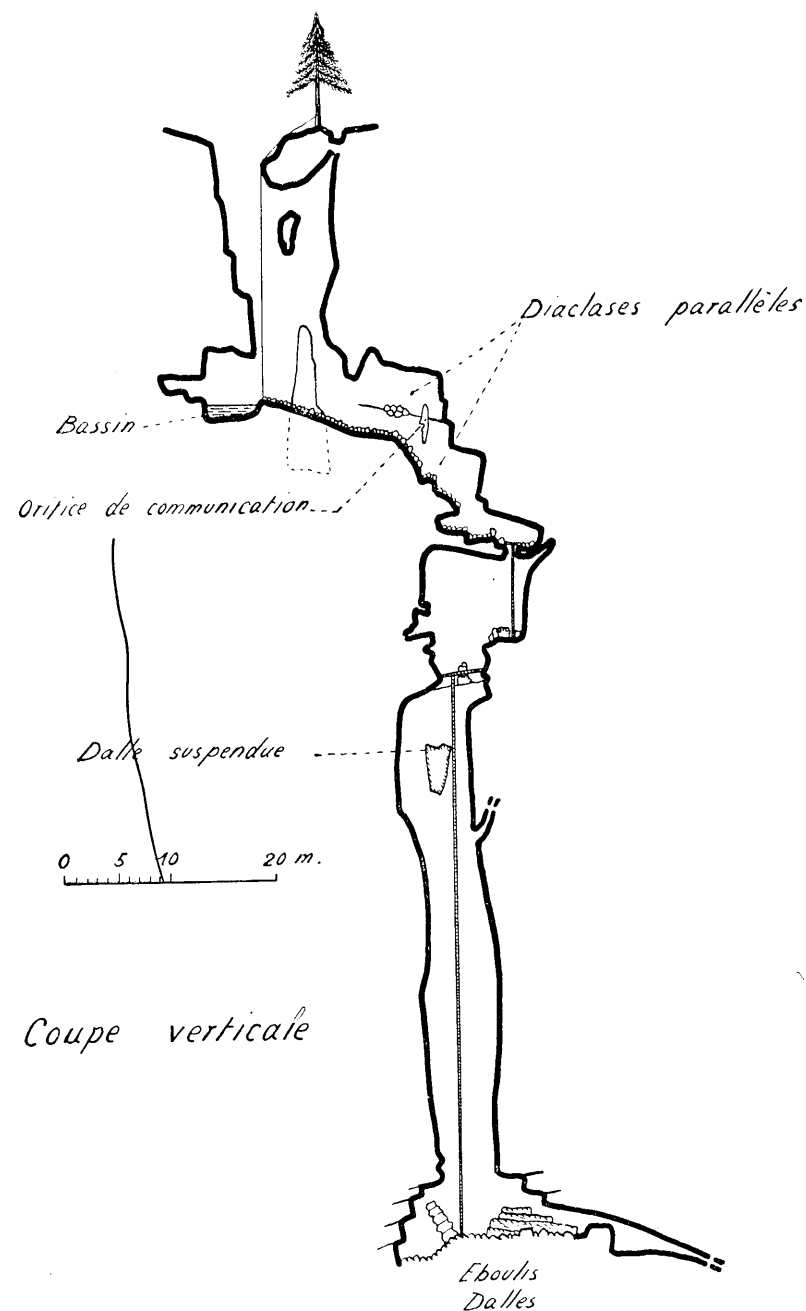 Diaclases parallèles
Bassin
Orifice de communication
Dalle suspendue
0 5 10 20 m.
Coupe verticale
Eboulis
Dalles